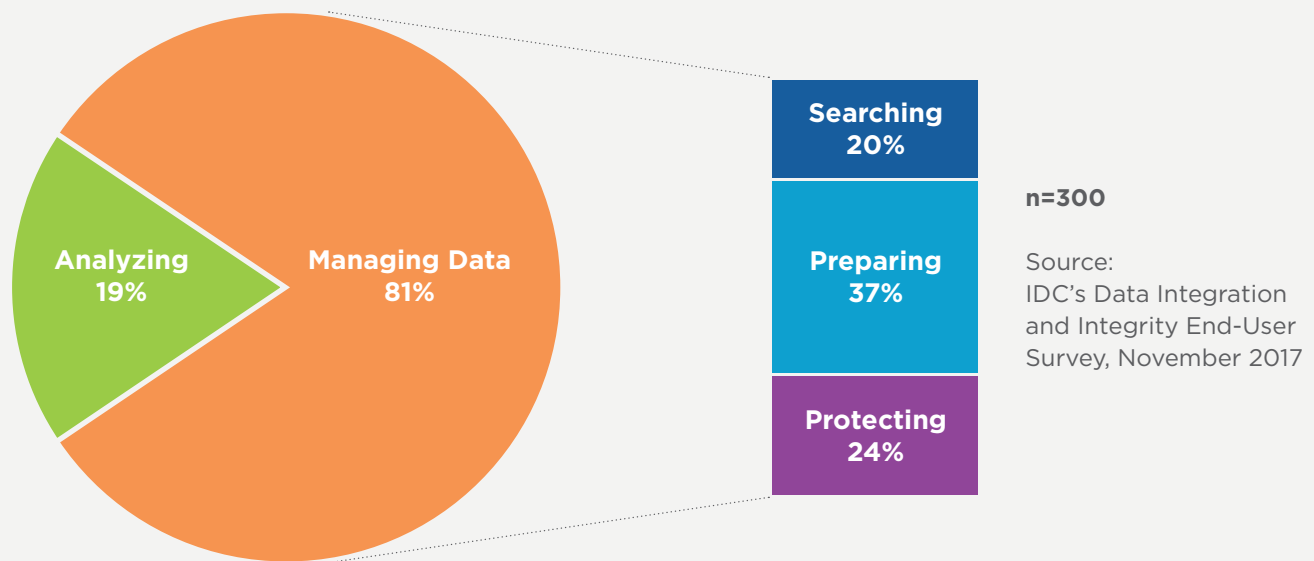 Analyzing
19%
Managing Data
81%
Searching
20%
Preparing
37%
Protecting
24%
n=300
Source:
IDC’s Data Integration
and Integrity End-User
Survey, November 2017